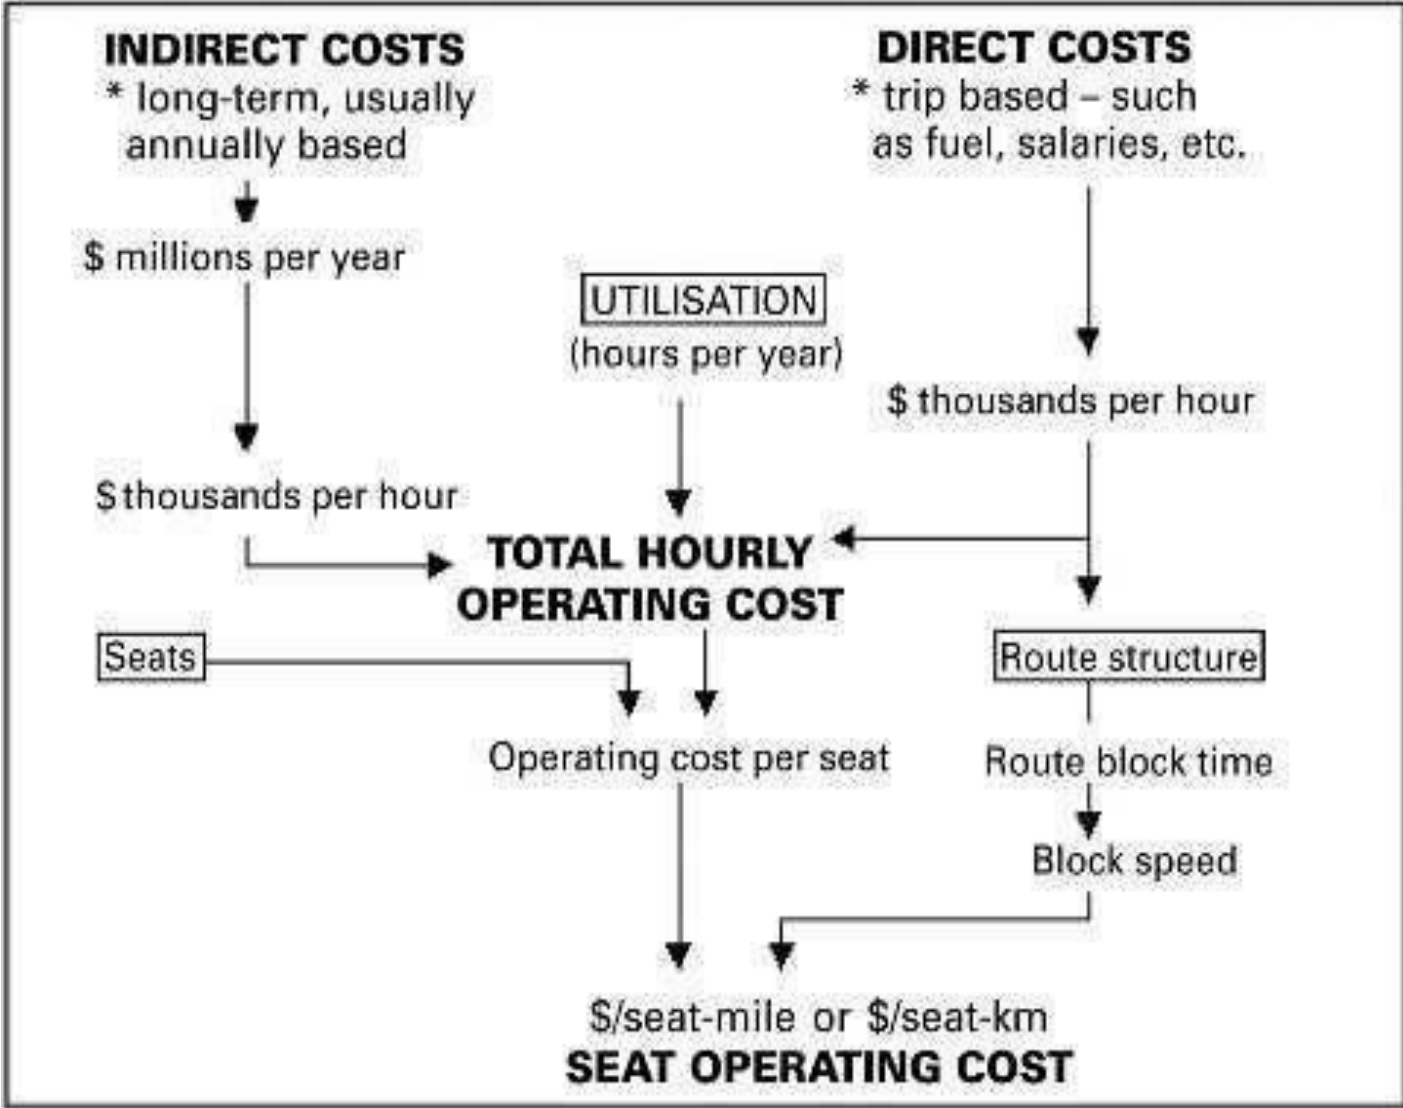 INDIRECT COSTS
* long-term, usually
annually based
$ millions per year
$ thousands per hour
DIRECT COSTS
* trip based – such
as fuel, salaries, etc.
$ thousands per hour
UTILISATION
(hours per year)
TOTAL HOURLY
OPERATING COST
Seats
Operating cost per seat
Route structure
Route block time
Block speed
$/seat-mile or $/seat-km
SEAT OPERATING COST